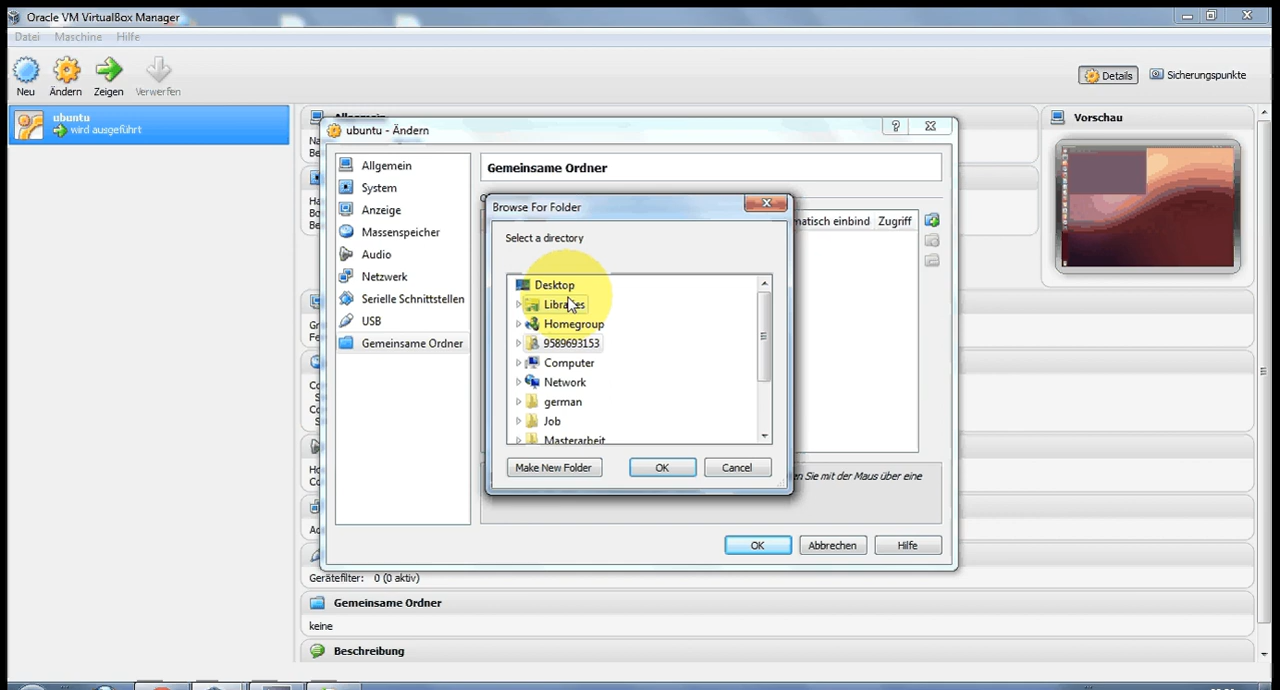 Oracle VM VirtualBox Manager
Datei Maschine Hilfe
Neu Ändern Zeigen Verwerfen
Details Sicherungspunkte
ubuntu
wird ausgeführt
Allgemein
Vorschau
ubuntu - Ändern
Allgemein
System
Anzeige
Massenspeicher
Audio
Netzwerk
Serielle Schnittstellen
USB
Gemeinsame Ordner
Gemeinsame Ordner
matisch einbind Zugriff
Browse For Folder
Select a directory
Desktop
Libraries
Homegroup
9589693153
Computer
Network
german
Job
Masterarbeit
Make New Folder OK Cancel
en Sie mit der Maus über eine
OK Abbrechen Hilfe
Gerätefilter: 0 (0 aktiv)
Gemeinsame Ordner
keine
Beschreibung